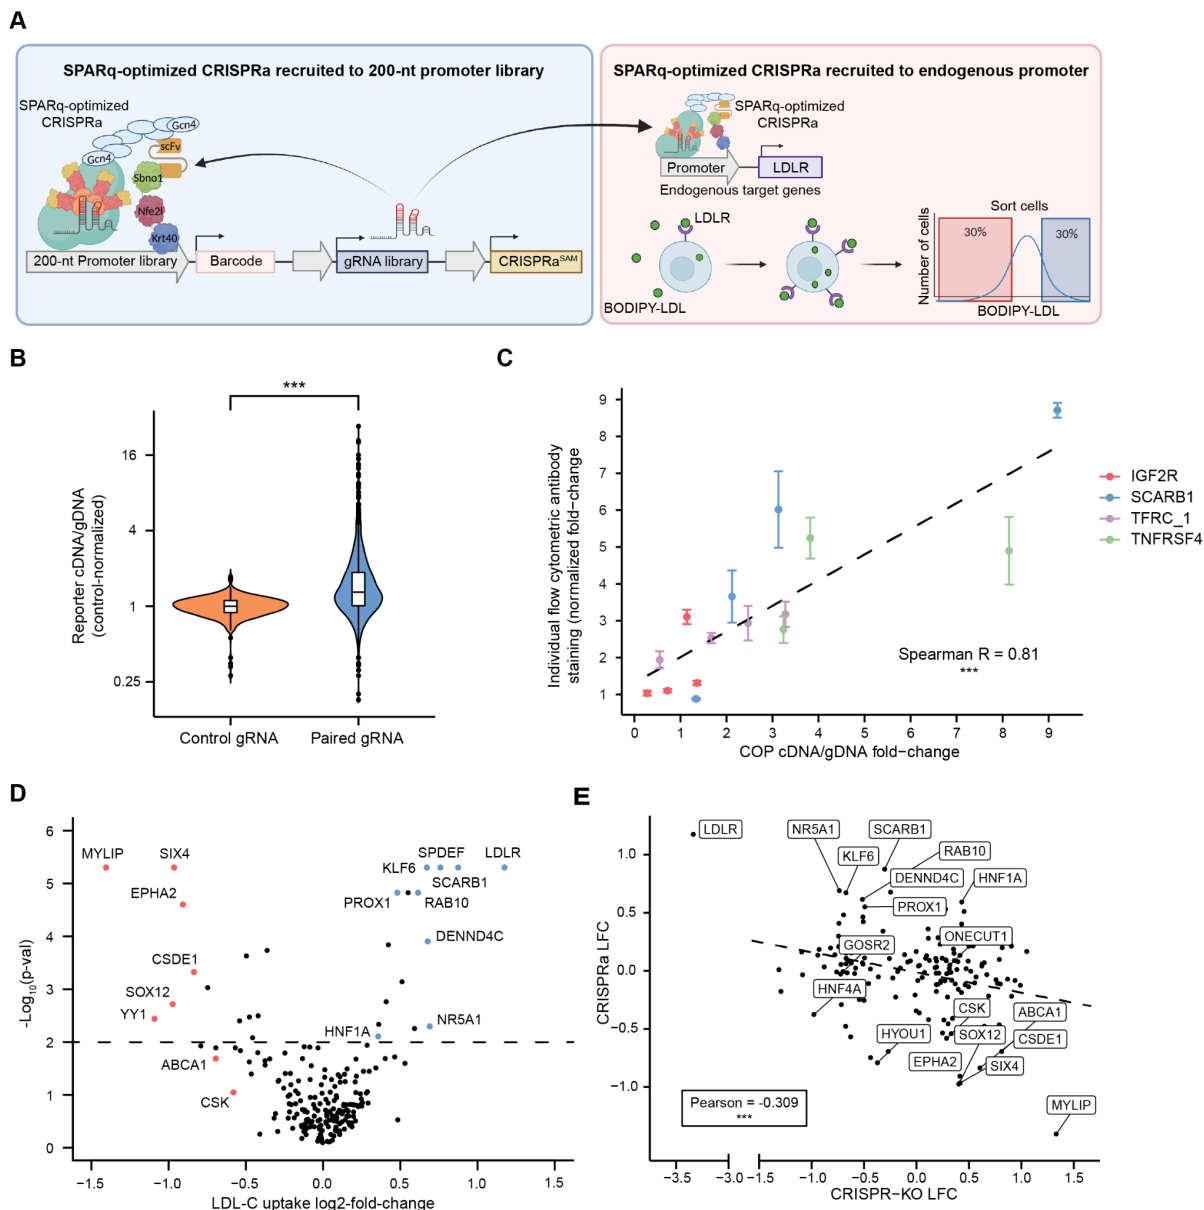 A
SPARq-optimized CRISPRa recruited to 200-nt promoter library
SPARq-optimized
CRISPRa
Gcn4
Gcn4
scFv
Sbno1
Nfe2l
Krt40
200-nt Promoter library
Barcode
gRNA library
CRISPRa^SAM
SPARq-optimized CRISPRa recruited to endogenous promoter
SPARq-optimized
CRISPRa
Promoter
LDLR
Endogenous target genes
LDLR
BODIPY-LDL
Sort cells
Number of cells
30%
30%
BODIPY-LDL
B
***
Reporter cDNA/gDNA
(control-normalized)
16
4
1
0.25
Control gRNA
Paired gRNA
C
Individual flow cytometric antibody
staining (normalized fold−change)
9
8
7
6
5
4
3
2
1
0 1 2 3 4 5 6 7 8 9
COP cDNA/gDNA fold−change
Spearman R = 0.81
***
IGF2R
SCARB1
TFRC_1
TNFRSF4
D
-Log10(p-val)
6
5
4
3
2
1
0
MYLIP
SIX4
EPHA2
CSDE1
SOX12
YY1
ABCA1
CSK
KLF6
SPDEF
LDLR
SCARB1
PROX1
RAB10
DENND4C
NR5A1
HNF1A
−1.5 −1.0 −0.5 0.0 0.5 1.0 1.5
LDL-C uptake log2-fold-change
E
CRISPRa LFC
1.0
0.5
0.0
−0.5
−1.0
LDLR
NR5A1
SCARB1
KLF6
RAB10
DENND4C
HNF1A
PROX1
GOSR2
ONECUT1
HNF4A
CSK
ABCA1
HYOU1
SOX12
CSDE1
EPHA2
SIX4
MYLIP
Pearson = -0.309
***
−3.5 −3.0 −1.5 −1.0 −0.5 0.0 0.5 1.0 1.5
CRISPR−KO LFC